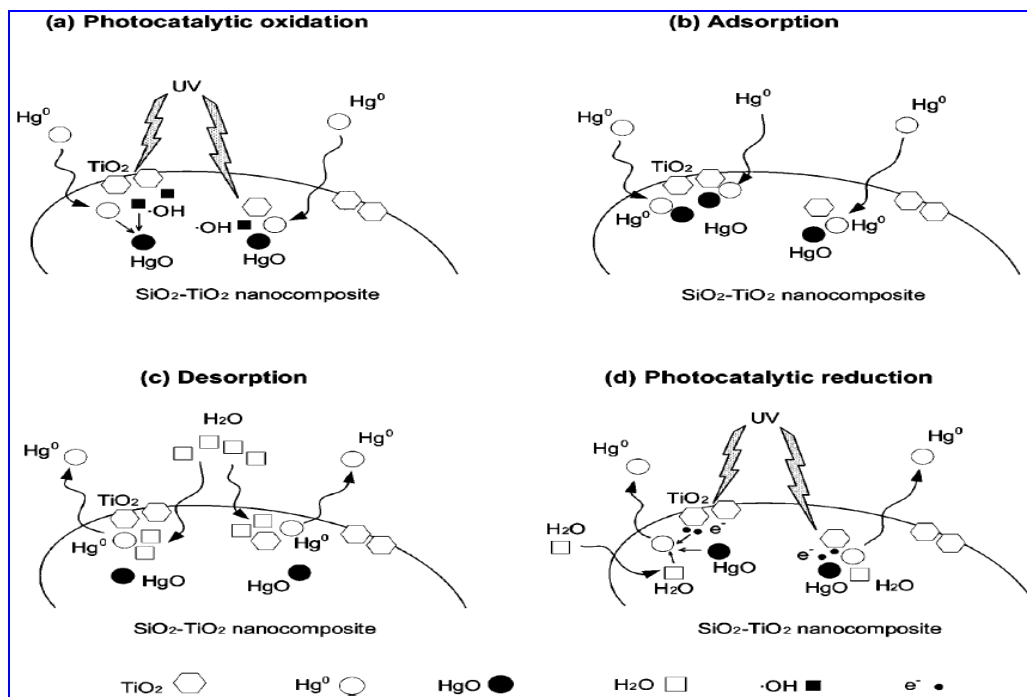 (a) Photocatalytic oxidation
UV
Hg⁰
Hg⁰
TiO₂
·OH
·OH
HgO
HgO
SiO₂-TiO₂ nanocomposite
(b) Adsorption
Hg⁰
Hg⁰
Hg⁰
TiO₂
Hg⁰
HgO
Hg⁰
HgO
SiO₂-TiO₂ nanocomposite
(c) Desorption
H₂O
Hg⁰
Hg⁰
TiO₂
Hg⁰
Hg⁰
HgO
HgO
SiO₂-TiO₂ nanocomposite
(d) Photocatalytic reduction
UV
Hg⁰
Hg⁰
TiO₂
H₂O
e⁻
e⁻
HgO
H₂O
HgO
H₂O
SiO₂-TiO₂ nanocomposite
TiO₂ Hg⁰ HgO H₂O ·OH e⁻